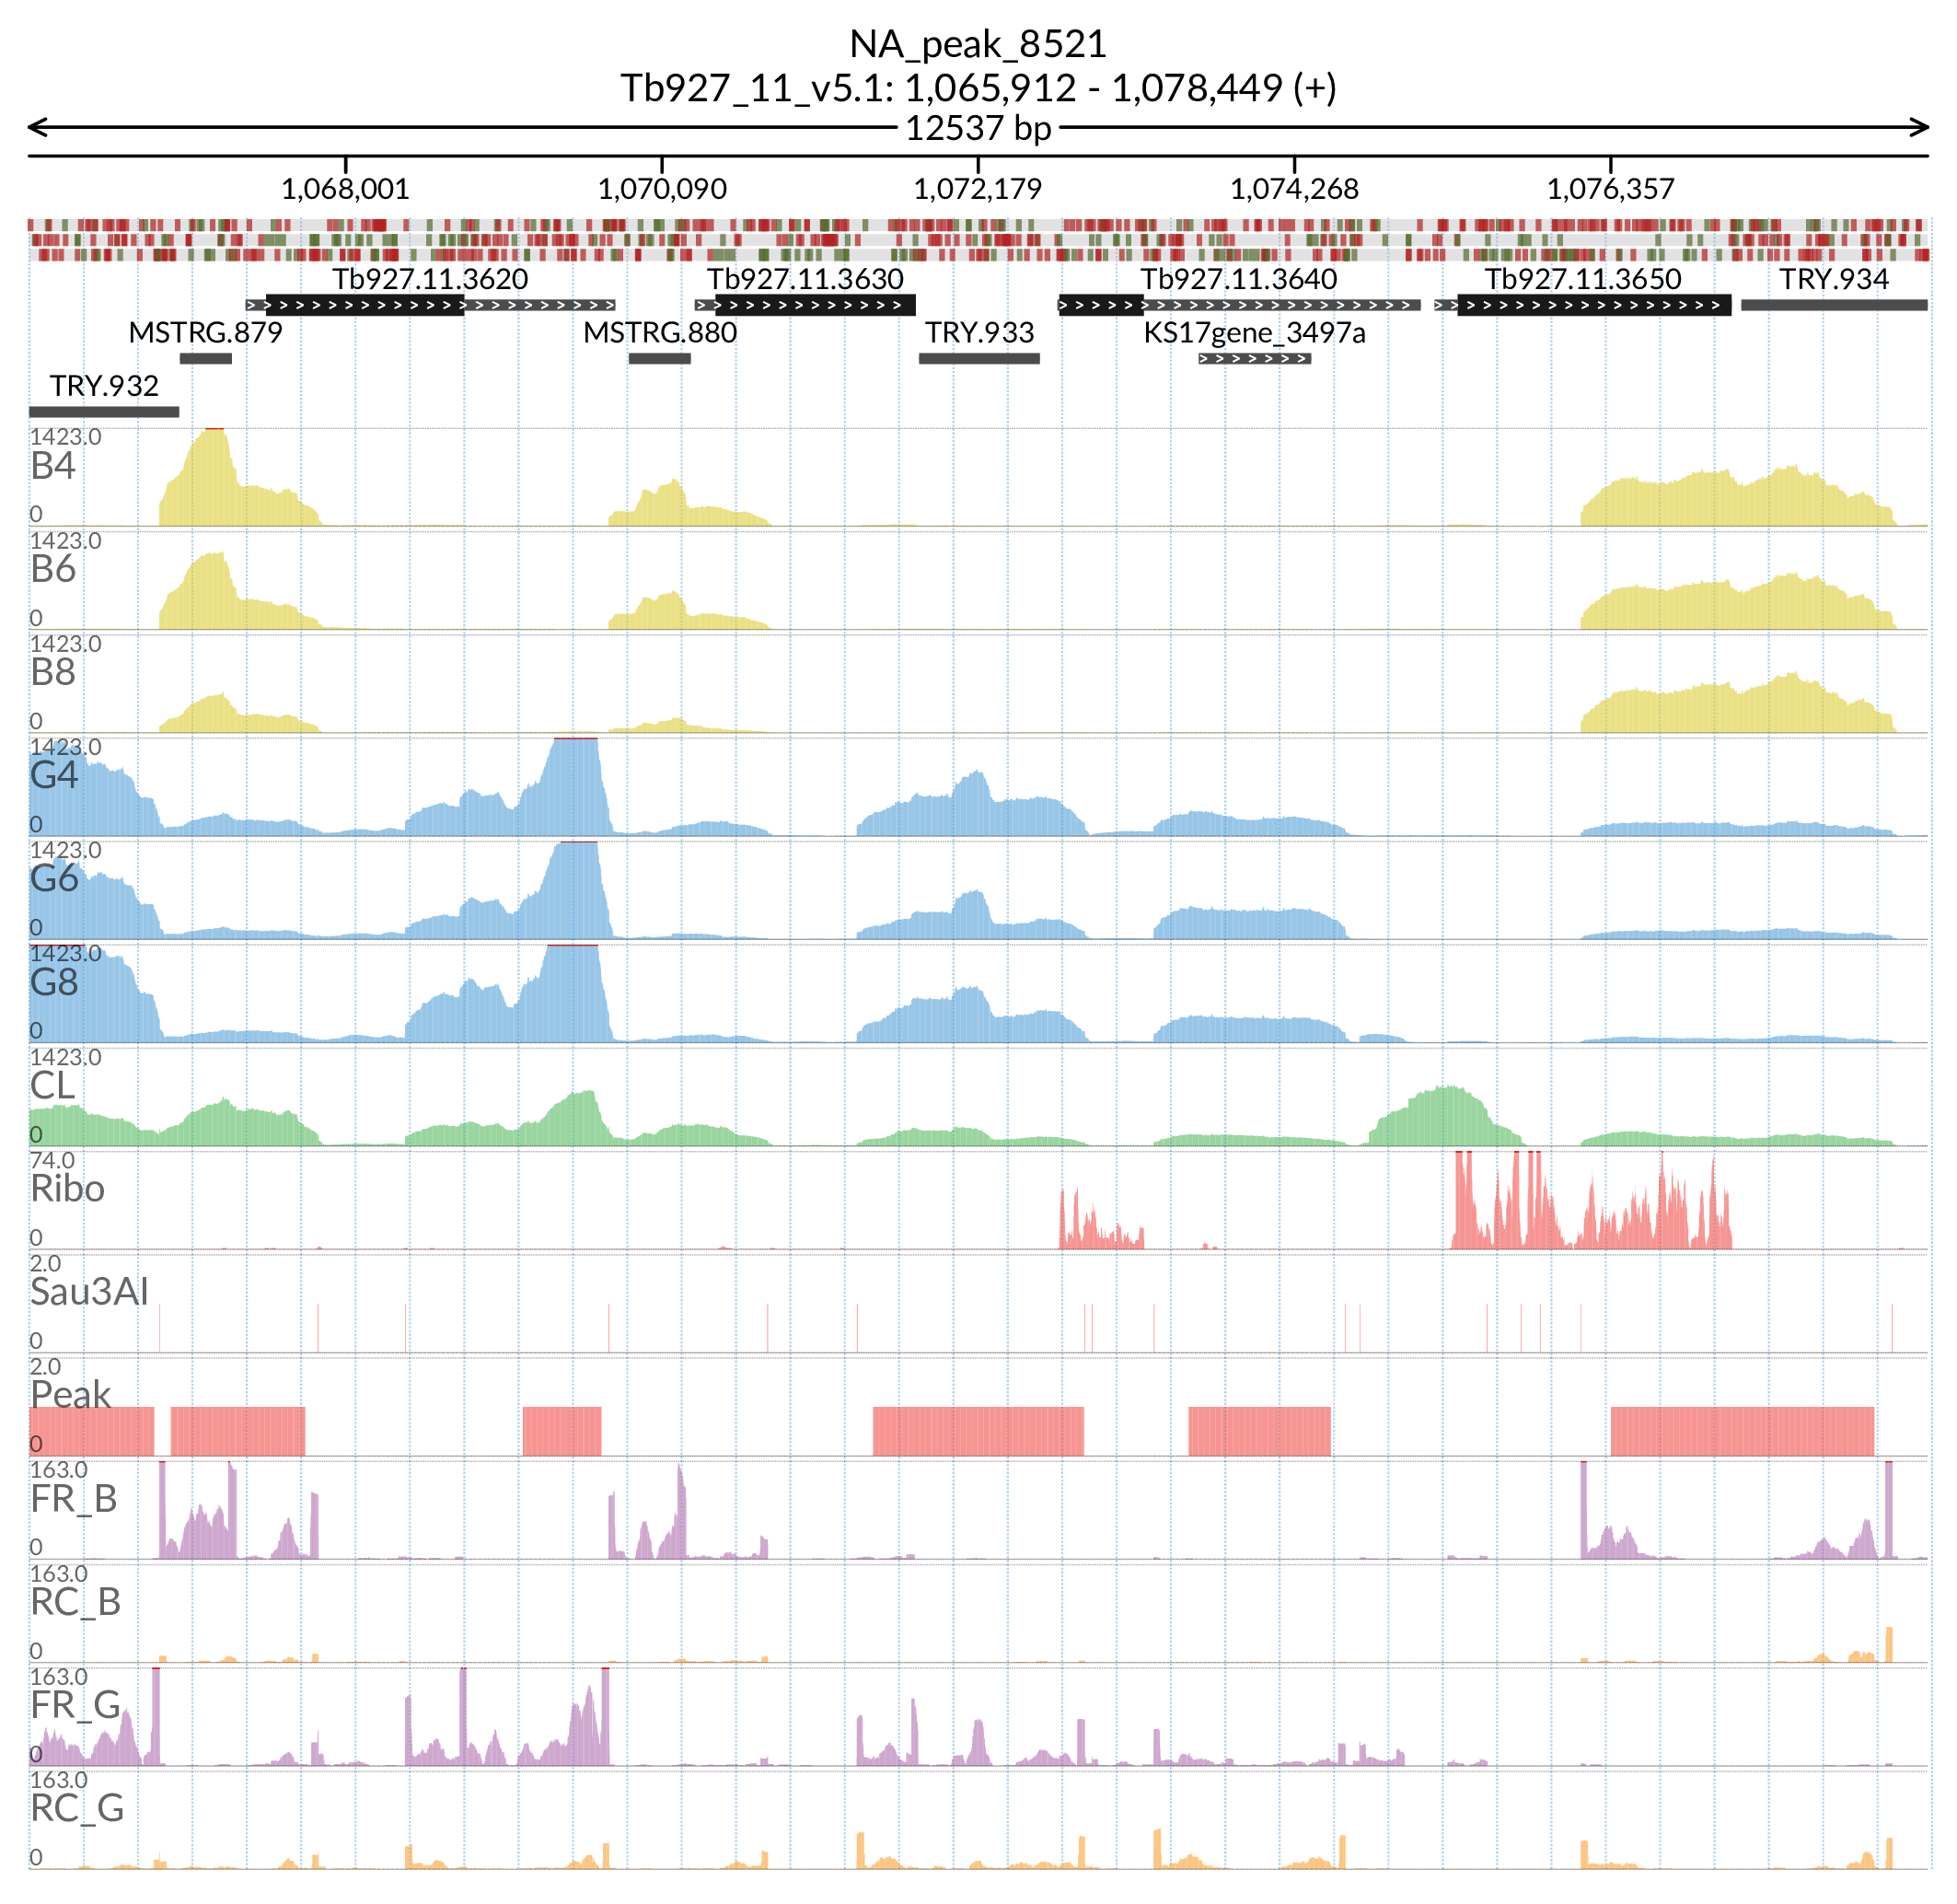 NA_peak_8521
Tb927_11_v5.1: 1,065,912 - 1,078,449 (+)
12537 bp
1,068,001 1,070,090 1,072,179 1,074,268 1,076,357
Tb927.11.3620 Tb927.11.3630 Tb927.11.3640 Tb927.11.3650 TRY.934
MSTRG.879 MSTRG.880 TRY.933 KS17gene_3497a
TRY.932
1423.0
B4
0
1423.0
B6
0
1423.0
B8
0
1423.0
G4
0
1423.0
G6
0
1423.0
G8
0
1423.0
CL
0
74.0
Ribo
0
2.0
Sau3AI
0
2.0
Peak
0
163.0
FR_B
0
163.0
RC_B
0
163.0
FR_G
0
163.0
RC_G
0